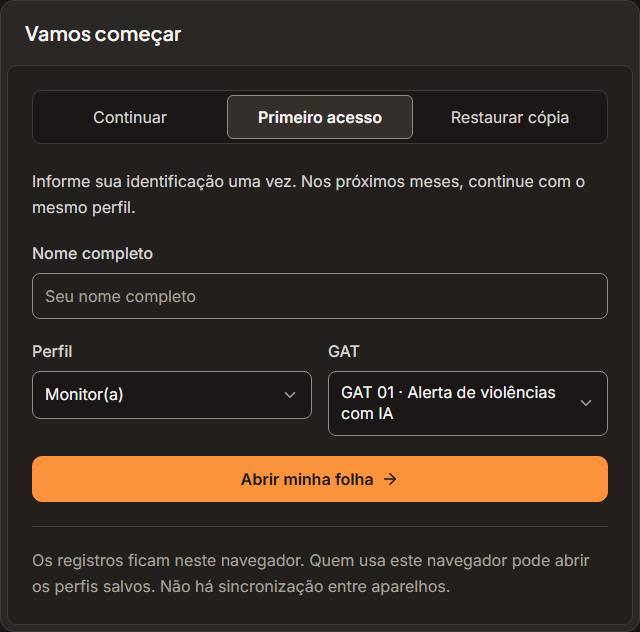 Vamos começar
Continuar
Primeiro acesso
Restaurar cópia
Informe sua identificação uma vez. Nos próximos meses, continue com o
mesmo perfil.
Nome completo
Seu nome completo
Perfil
GAT
Monitor(a)
GAT 01 · Alerta de violências
com IA
Abrir minha folha →
Os registros ficam neste navegador. Quem usa este navegador pode abrir
os perfis salvos. Não há sincronização entre aparelhos.